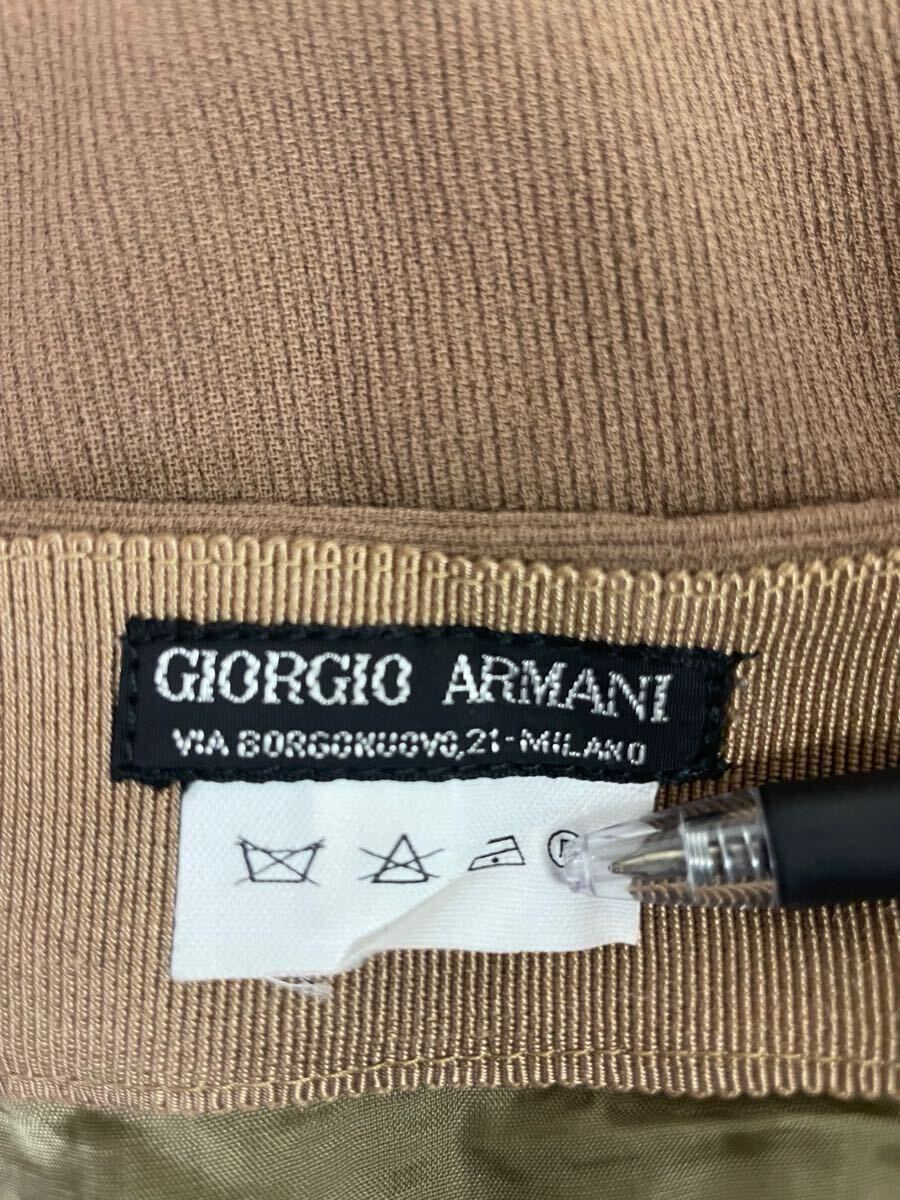 GIORGIO ARMANI
VIA BORGONUOVO,21-MILANO
P